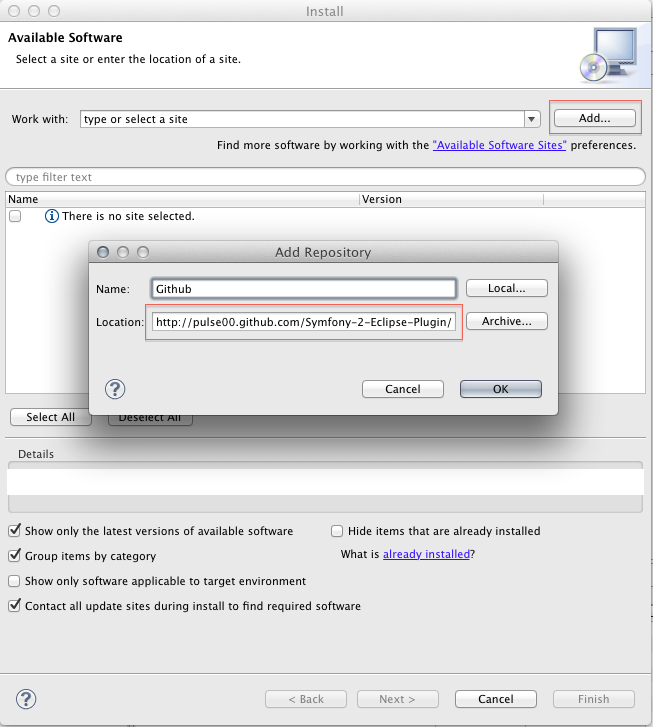 Install
Available Software
Select a site or enter the location of a site.
Work with: type or select a site Add...
Find more software by working with the "Available Software Sites" preferences.
type filter text
Name Version
There is no site selected.
Add Repository
Name: Github Local...
Location: http://pulse00.github.com/Symfony-2-Eclipse-Plugin/ Archive...
? Cancel OK
Select All Deselect All
Details
Show only the latest versions of available software Hide items that are already installed
Group items by category What is already installed?
Show only software applicable to target environment
Contact all update sites during install to find required software
? < Back Next > Cancel Finish